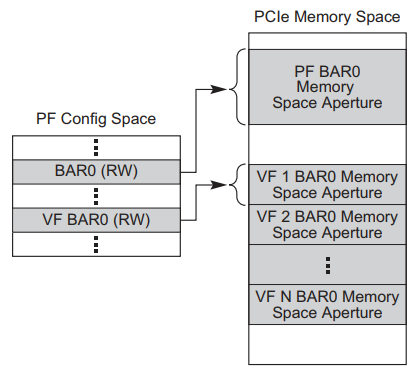 PCIe Memory Space
PF BAR0
Memory
Space Aperture
PF Config Space
BAR0 (RW)
VF BAR0 (RW)
VF 1 BAR0 Memory
Space Aperture
VF 2 BAR0 Memory
Space Aperture
VF N BAR0 Memory
Space Aperture